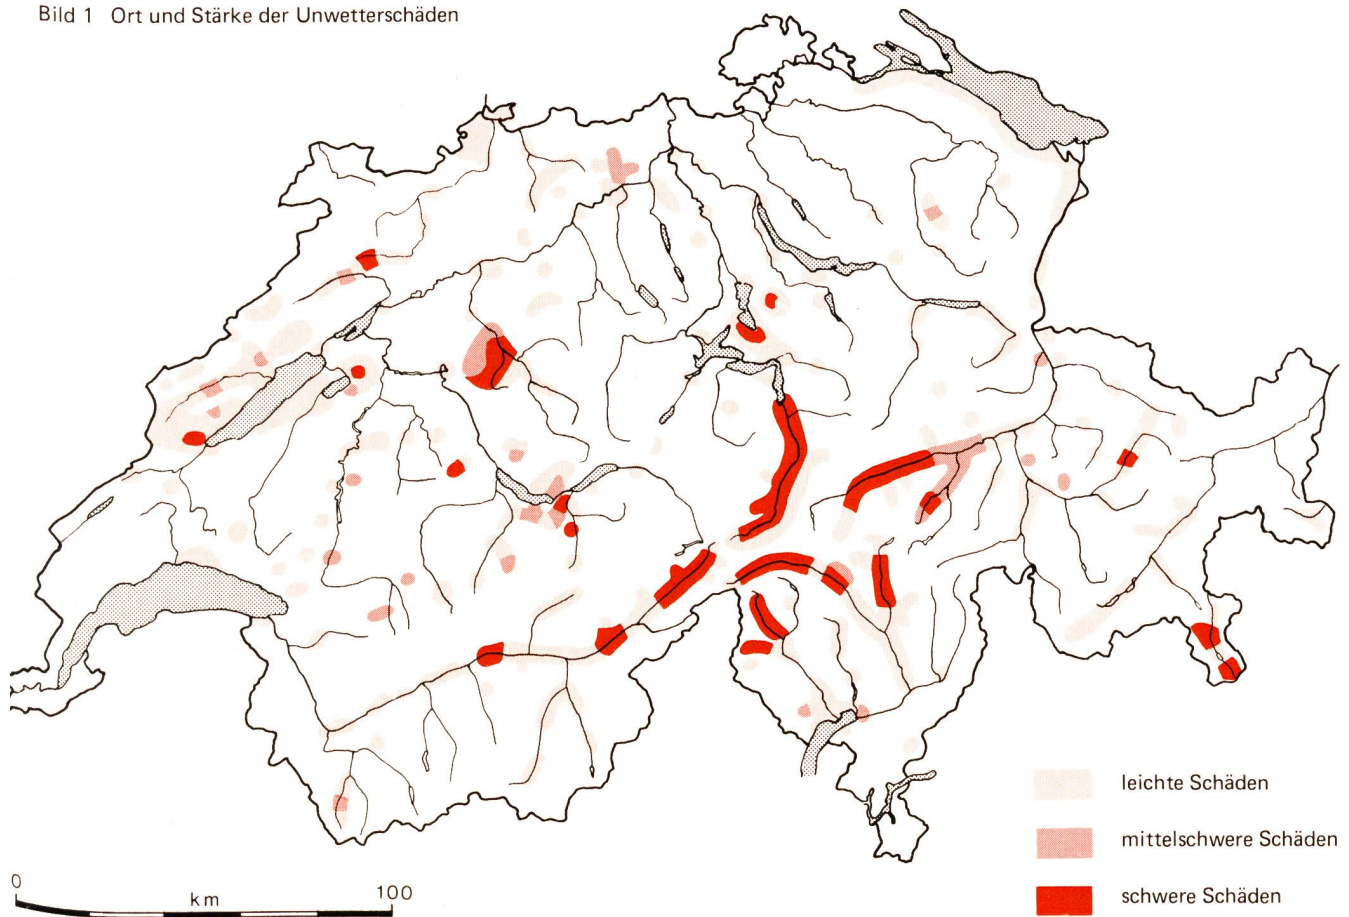 Bild 1 Ort und Stärke der Unwetterschäden
leichte Schäden
mittelschwere Schäden
schwere Schäden
0 km 100